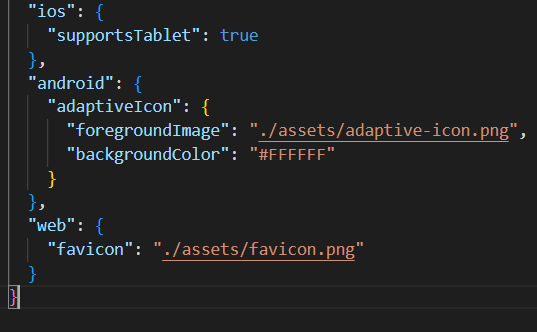 "ios": {
"supportsTablet": true
},
"android": {
"adaptiveIcon": {
"foregroundImage": "./assets/adaptive-icon.png",
"backgroundColor": "#FFFFFF"
}
},
"web": {
"favicon": "./assets/favicon.png"
}
}